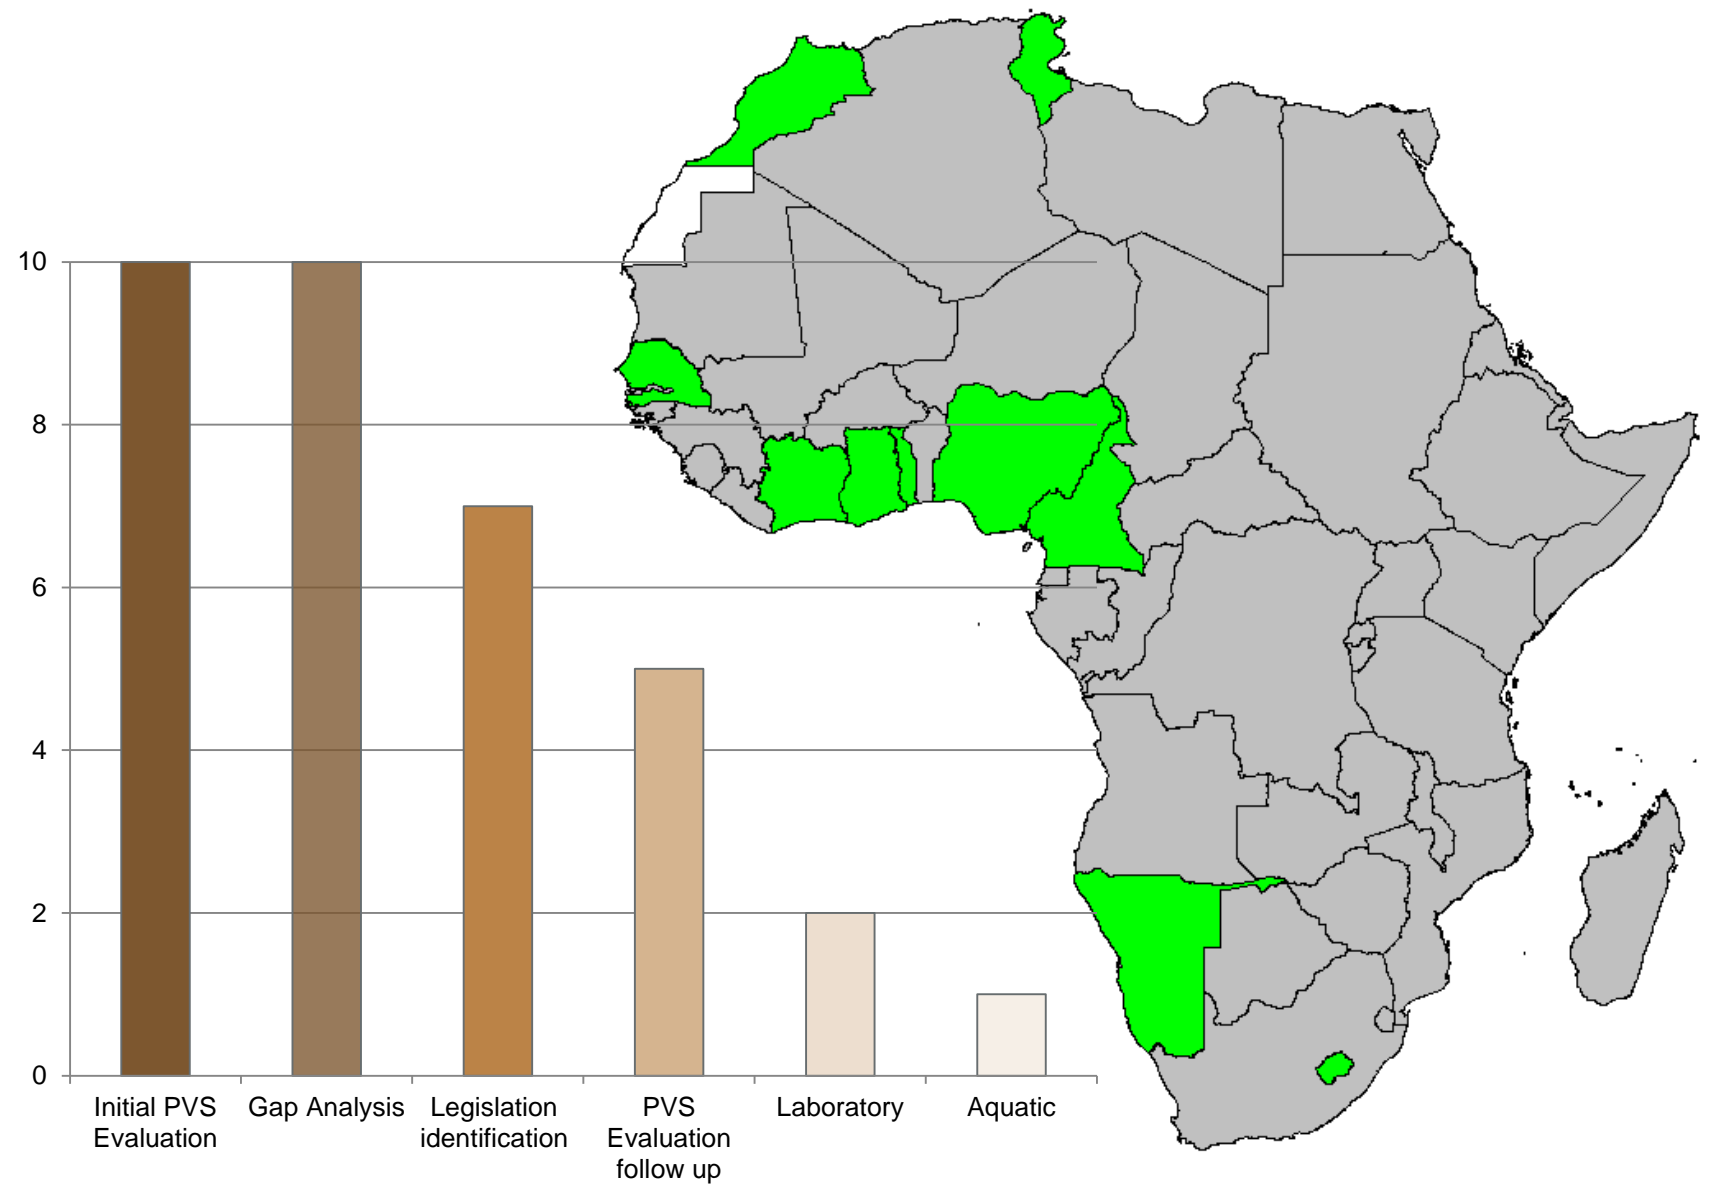 10
8
6
4
2
0
Initial PVS
Evaluation
Gap Analysis
Legislation
identification
PVS
Evaluation
follow up
Laboratory
Aquatic